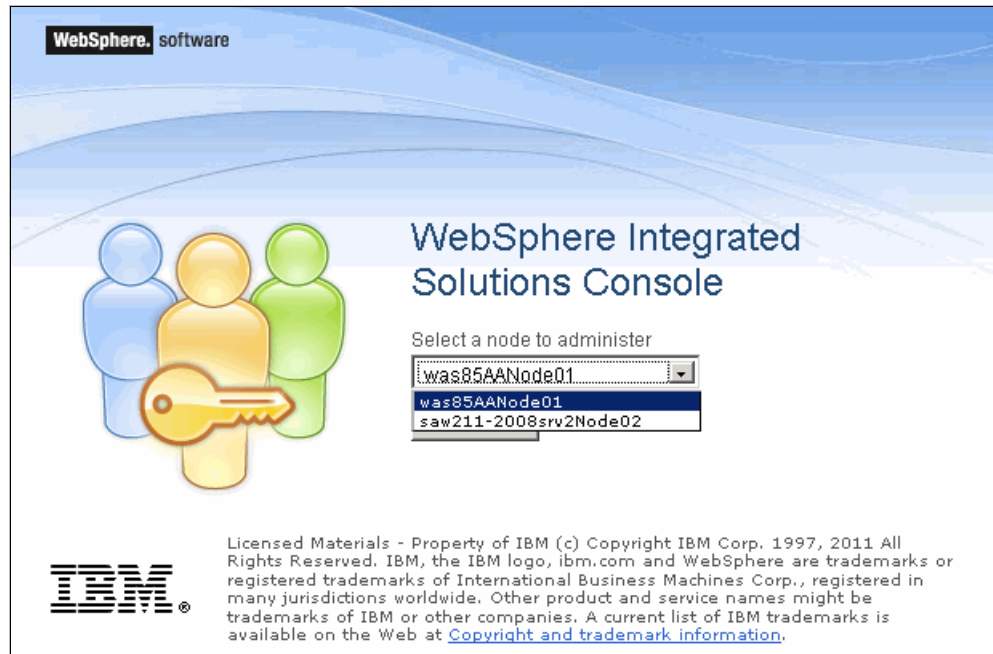 WebSphere. software
WebSphere Integrated
Solutions Console
Select a node to administer
was85AANode01
was85AANode01
saw211-2008srv2Node02
Licensed Materials - Property of IBM (c) Copyright IBM Corp. 1997, 2011 All
Rights Reserved. IBM, the IBM logo, ibm.com and WebSphere are trademarks or
registered trademarks of International Business Machines Corp., registered in
many jurisdictions worldwide. Other product and service names might be
trademarks of IBM or other companies. A current list of IBM trademarks is
available on the Web at Copyright and trademark information.
IBM®